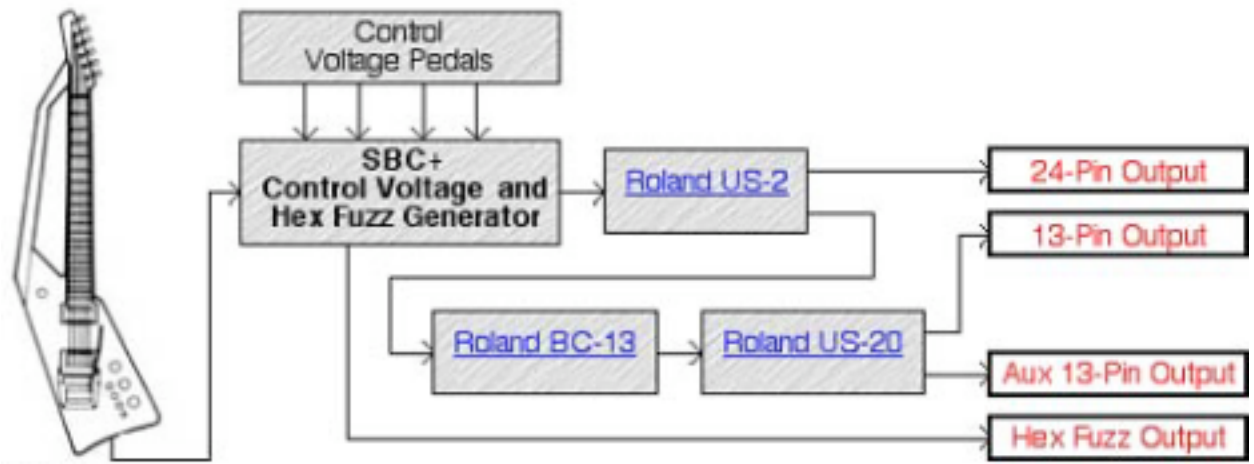 Control
Voltage Pedals
SBC+
Control Voltage and
Hex Fuzz Generator
Roland US-2
24-Pin Output
13-Pin Output
Roland BC-13
Roland US-20
Aux 13-Pin Output
Hex Fuzz Output